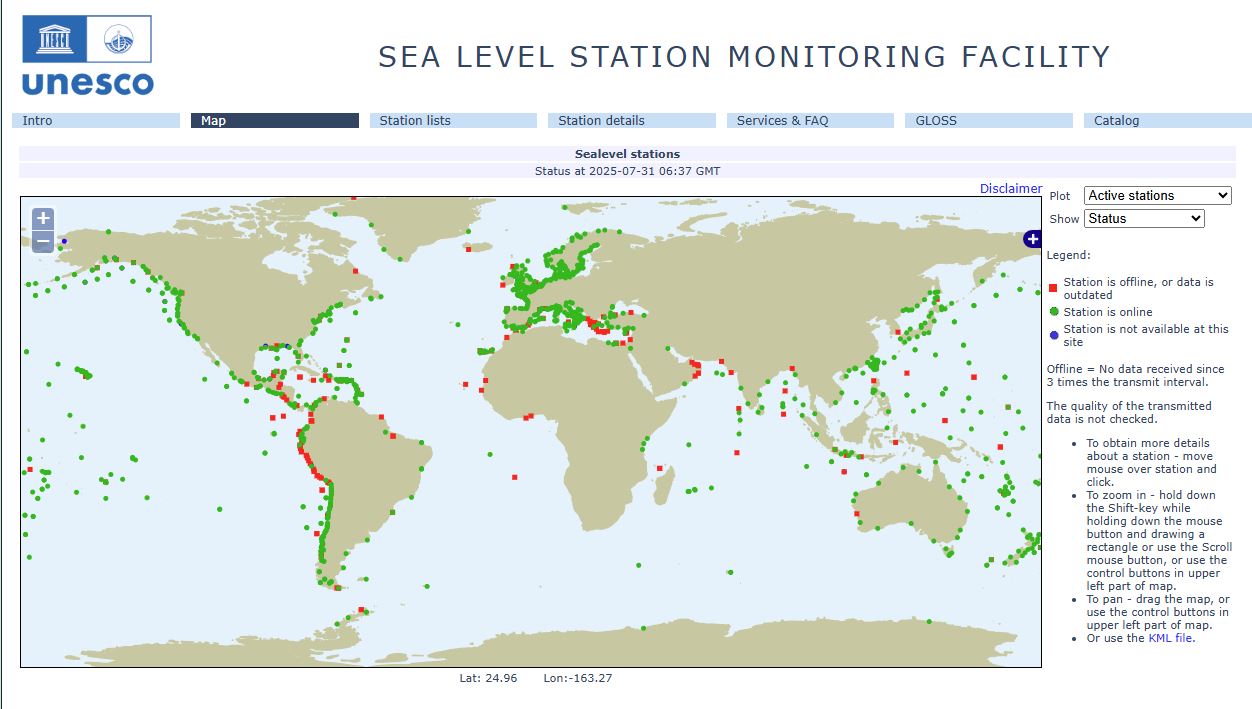 unesco
SEA LEVEL STATION MONITORING FACILITY
Intro
Map
Station lists
Station details
Services & FAQ
GLOSS
Catalog
Sealevel stations
Status at 2025-07-31 06:37 GMT
Disclaimer
+
−
+
Plot Active stations
Show Status
Legend:
Station is offline, or data is
outdated
Station is online
Station is not available at this
site
Offline = No data received since
3 times the transmit interval.
The quality of the transmitted
data is not checked.
• To obtain more details
about a station - move
mouse over station and
click.
• To zoom in - hold down
the Shift-key while
holding down the mouse
button and drawing a
rectangle or use the Scroll
mouse button, or use the
control buttons in upper
left part of map.
• To pan - drag the map, or
use the control buttons in
upper left part of map.
• Or use the KML file.
Lat: 24.96 Lon:-163.27